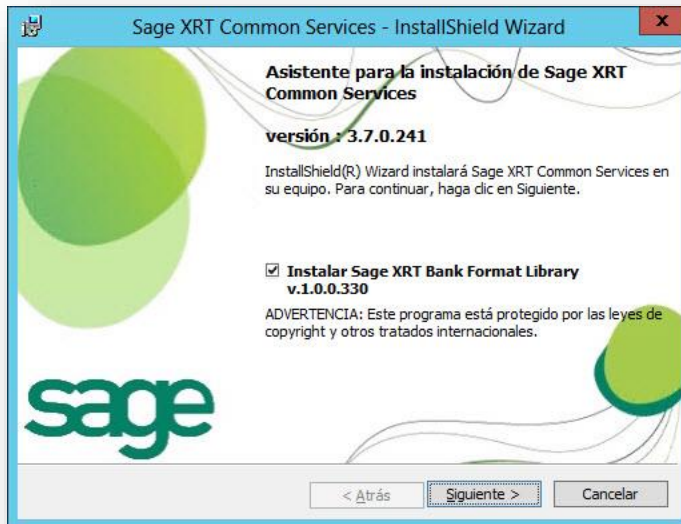 Sage XRT Common Services - InstallShield Wizard
x
Asistente para la instalación de Sage XRT
Common Services
versión : 3.7.0.241
InstallShield(R) Wizard instalará Sage XRT Common Services en
su equipo. Para continuar, haga clic en Siguiente.
Instalar Sage XRT Bank Format Library
v.1.0.0.330
ADVERTENCIA: Este programa está protegido por las leyes de
copyright y otros tratados internacionales.
sage
< Atrás
Siguiente >
Cancelar